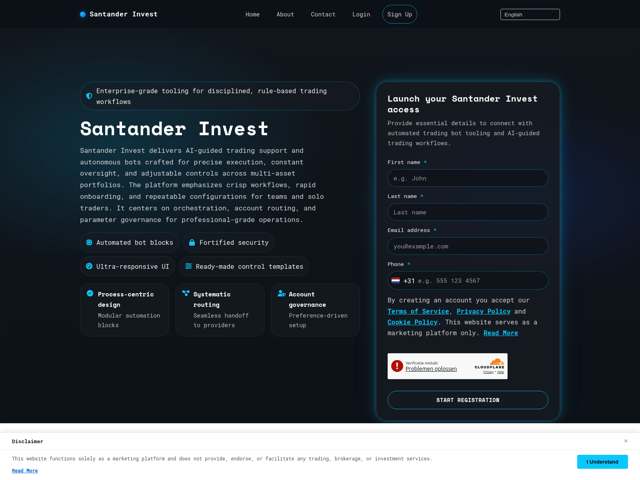 Santander Invest
Home
About
Contact
Login
Sign Up
English
Enterprise-grade tooling for disciplined, rule-based trading
workflows
Santander Invest
Santander Invest delivers AI-guided trading support and
autonomous bots crafted for precise execution, constant
oversight, and adjustable controls across multi-asset
portfolios. The platform emphasizes crisp workflows, rapid
onboarding, and repeatable configurations for teams and solo
traders. It centers on orchestration, account routing, and
parameter governance for professional-grade operations.
Automated bot blocks
Fortified security
Ultra-responsive UI
Ready-made control templates
Process-centric
design
Modular automation
blocks
Systematic
routing
Seamless handoff
to providers
Account
governance
Preference-driven
setup
Launch your Santander Invest
access
Provide essential details to connect with
automated trading bot tooling and AI-guided
trading workflows.
First name *
e.g. John
Last name *
Last name
Email address *
you@example.com
Phone *
+31 e.g. 555 123 4567
By creating an account you accept our
Terms of Service, Privacy Policy and
Cookie Policy. This website serves as a
marketing platform only. Read More
Verificatie mislukt
Problemen oplossen
CLOUDFLARE
START REGISTRATION
Disclaimer
×
This website functions solely as a marketing platform and does not provide, endorse, or facilitate any trading, brokerage, or investment services.
Read More
I Understand